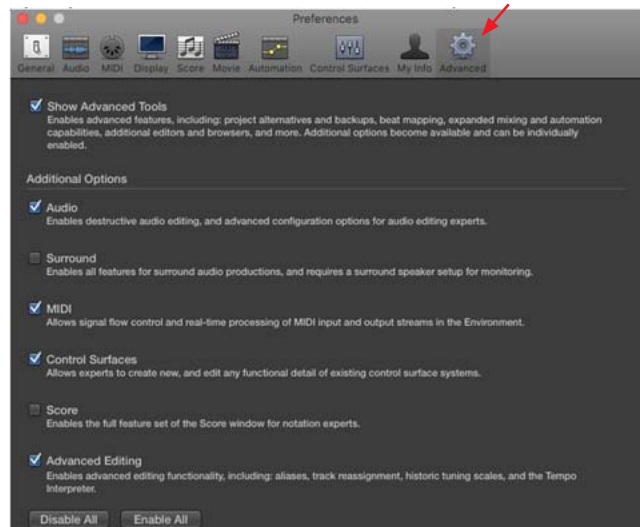 Preferences
General Audio MIDI Display Score Movie Automation Control Surfaces My Info Advanced
Show Advanced Tools
Enables advanced features, including: project alternatives and backups, beat mapping, expanded mixing and automation
capabilities, additional editors and browsers, and more. Additional options become available and can be individually
enabled.
Additional Options
Audio
Enables destructive audio editing, and advanced configuration options for audio editing experts.
Surround
Enables all features for surround audio productions, and requires a surround speaker setup for monitoring.
MIDI
Allows signal flow control and real-time processing of MIDI input and output streams in the Environment.
Control Surfaces
Allows experts to create new, and edit any functional detail of existing control surface systems.
Score
Enables the full feature set of the Score window for notation experts.
Advanced Editing
Enables advanced editing functionality, including: aliases, track reassignment, historic tuning scales, and the Tempo
Interpreter.
Disable All Enable All